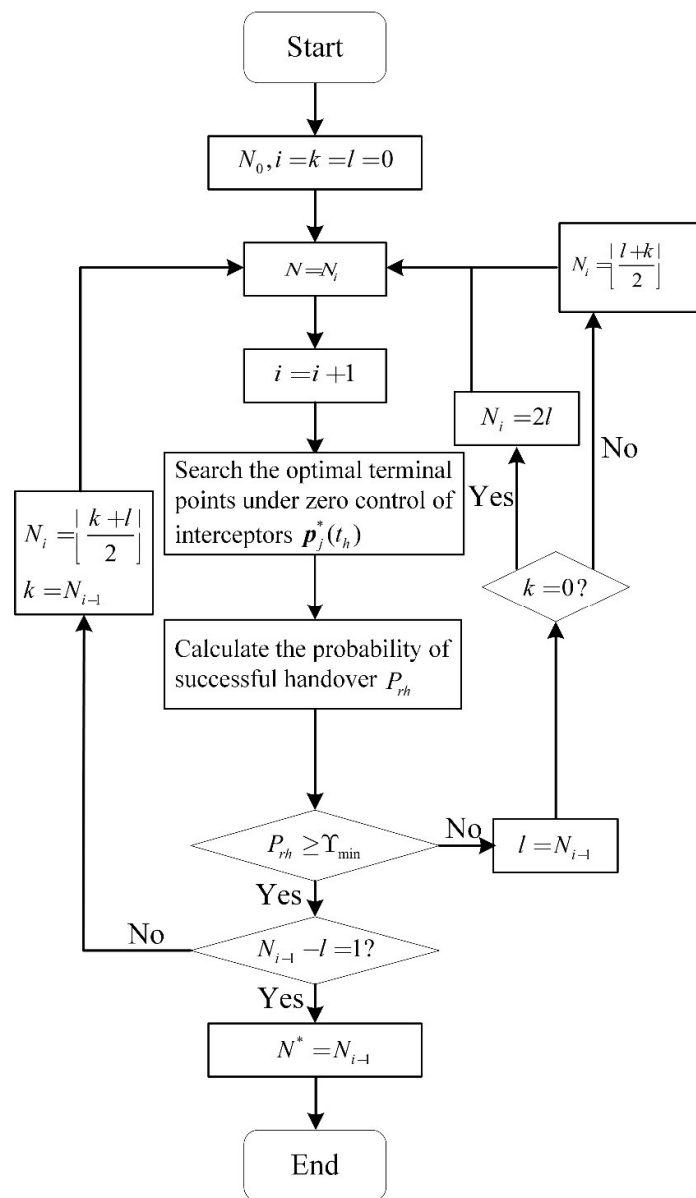 Start
N₀, i = k = l = 0
N = Nᵢ
i = i + 1
Search the optimal terminal
points under zero control of
interceptors p*ⱼ(tₕ)
Calculate the probability of
successful handover Pᵣₕ
Pᵣₕ ≥ ϒ_min
No
l = Nᵢ₋₁
k = 0?
Yes
Nᵢ = 2l
No
Nᵢ = ⌊(l + k)/2⌋
Yes
Nᵢ₋₁ − l = 1?
No
Nᵢ = ⌊(k + l)/2⌋
k = Nᵢ₋₁
Yes
N* = Nᵢ₋₁
End